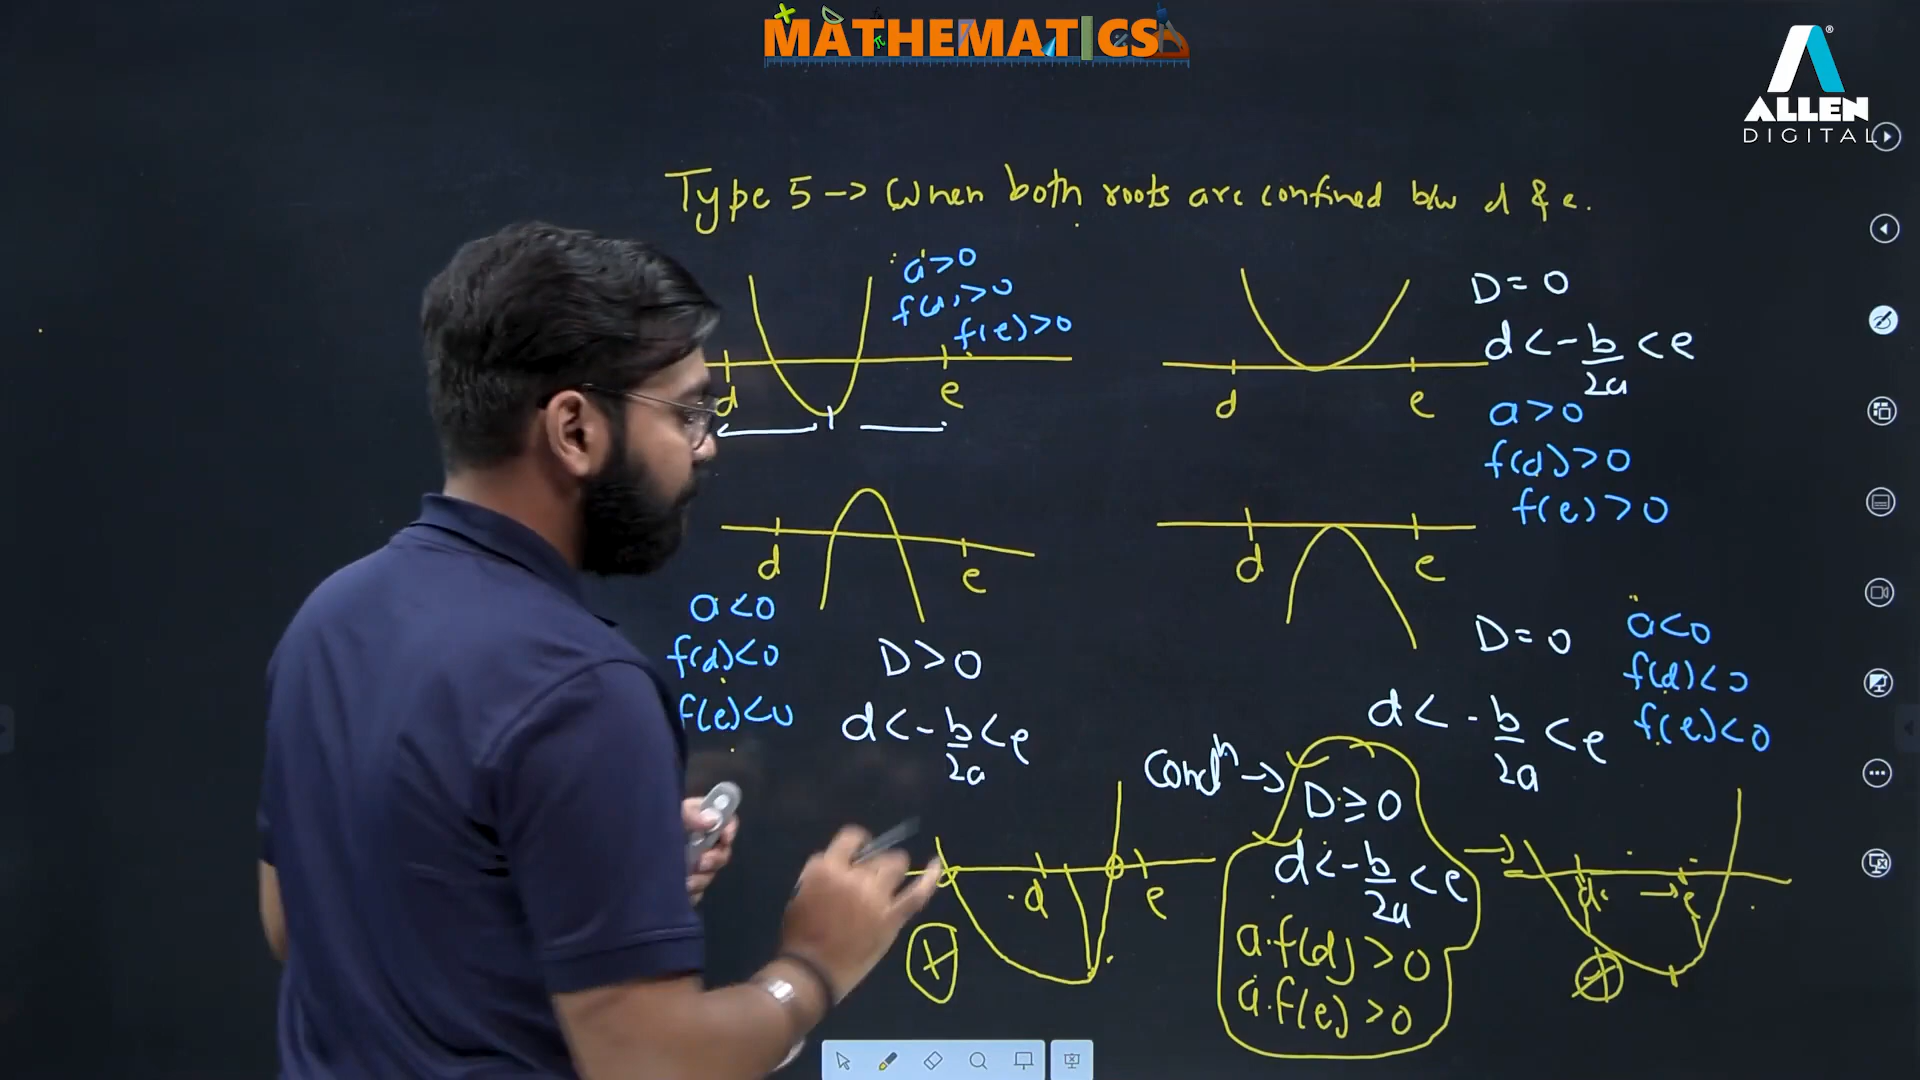 MATHEMATICS
ALLEN
DIGITAL
Type 5 -> When both roots are confined b/w d & e.
a>0
f(d)>0
f(e)>0
d
e
D=0
d<-b/2a<e
a>0
f(d)>0
f(e)>0
d
e
d
e
a<0
f(d)<0
f(e)<0
D>0
d<-b/2a<e
d
e
D=0
d<-b/2a<e
a<0
f(d)<0
f(e)<0
Condn ->
D≥0
d<-b/2a<e
a.f(d)>0
a.f(e)>0
d
e
d
e